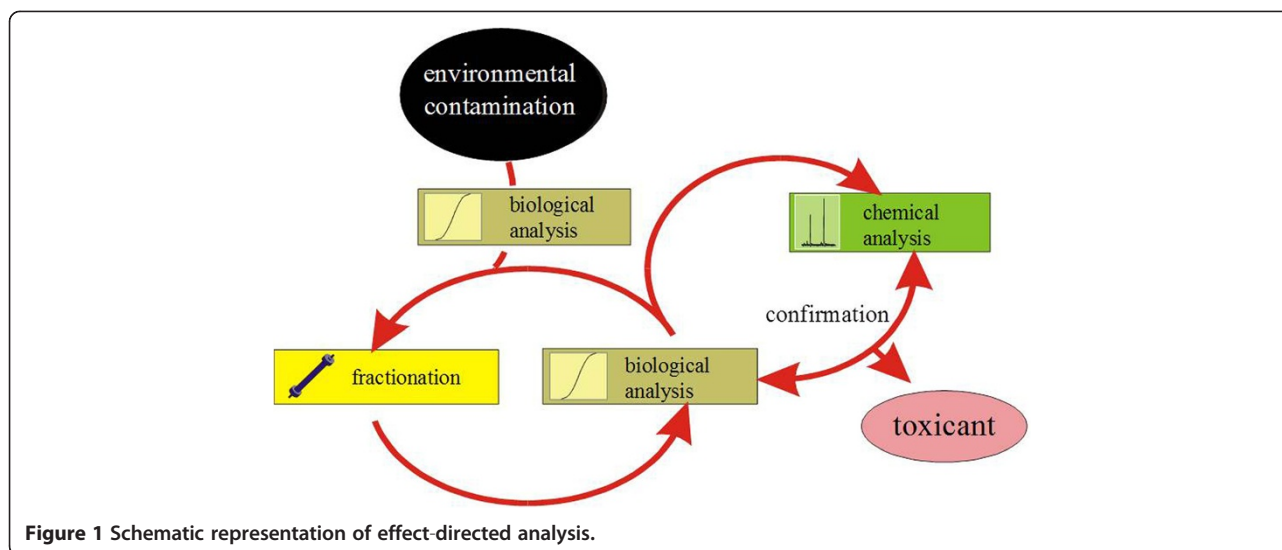 environmental
contamination
biological
analysis
chemical
analysis
confirmation
fractionation
biological
analysis
toxicant
Figure 1 Schematic representation of effect-directed analysis.